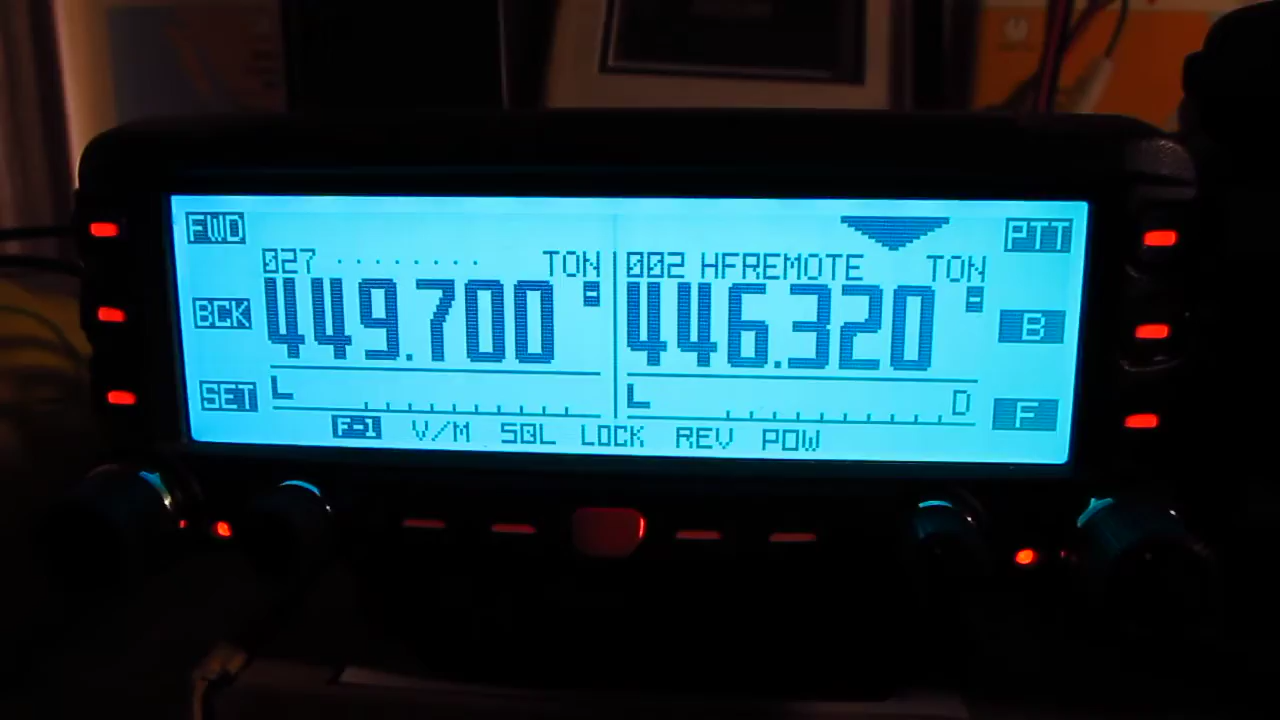 FWD PTT
027 ········ TON 002 HFREMOTE TON
449.700 446.320
BCK B
L L D
SET F
F-1 V/M SQL LOCK REV POW